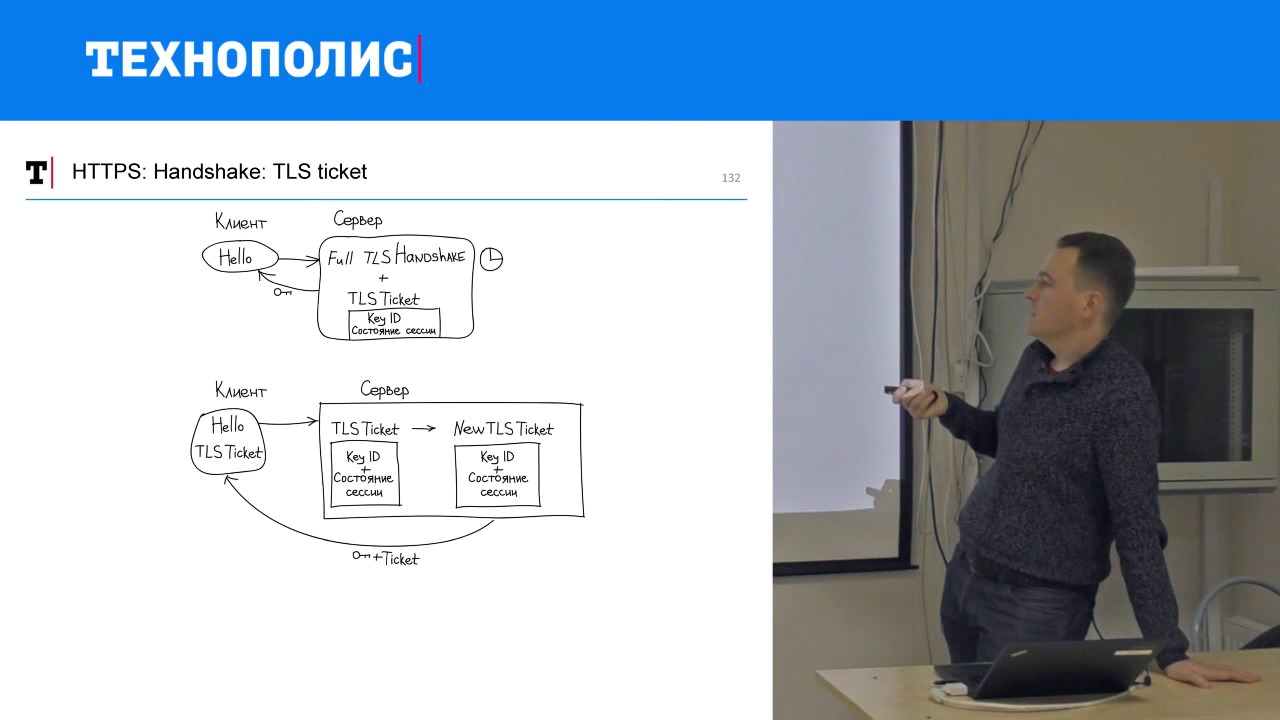 ТЕХНОПОЛИС
T HTTPS: Handshake: TLS ticket
132
Клиент Сервер
Hello
Full TLS HANDSHAKE
+
TLS Ticket
Key ID
Состояние сессии
Клиент Сервер
Hello
TLS Ticket
TLS Ticket → New TLS Ticket
Key ID
+
Состояние
сессии
Key ID
+
Состояние
сессии
+Ticket